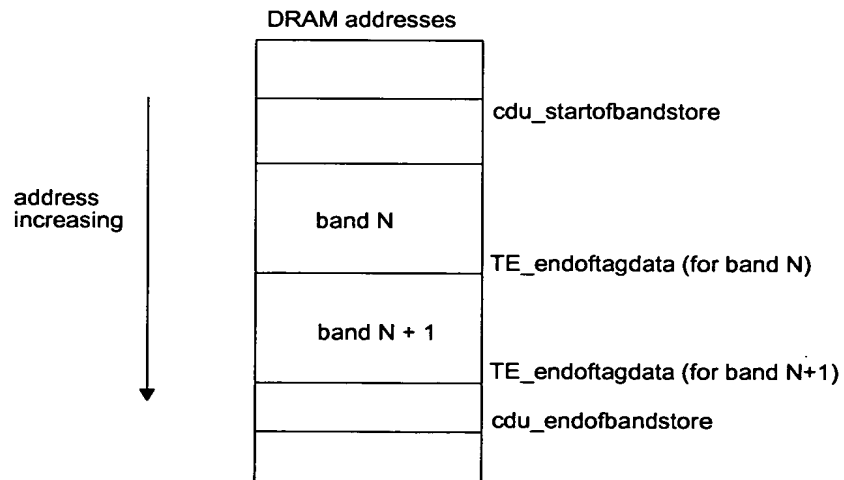 DRAM addresses
cdu_startofbandstore
address
increasing
band N
TE_endoftagdata (for band N)
band N + 1
TE_endoftagdata (for band N+1)
cdu_endofbandstore